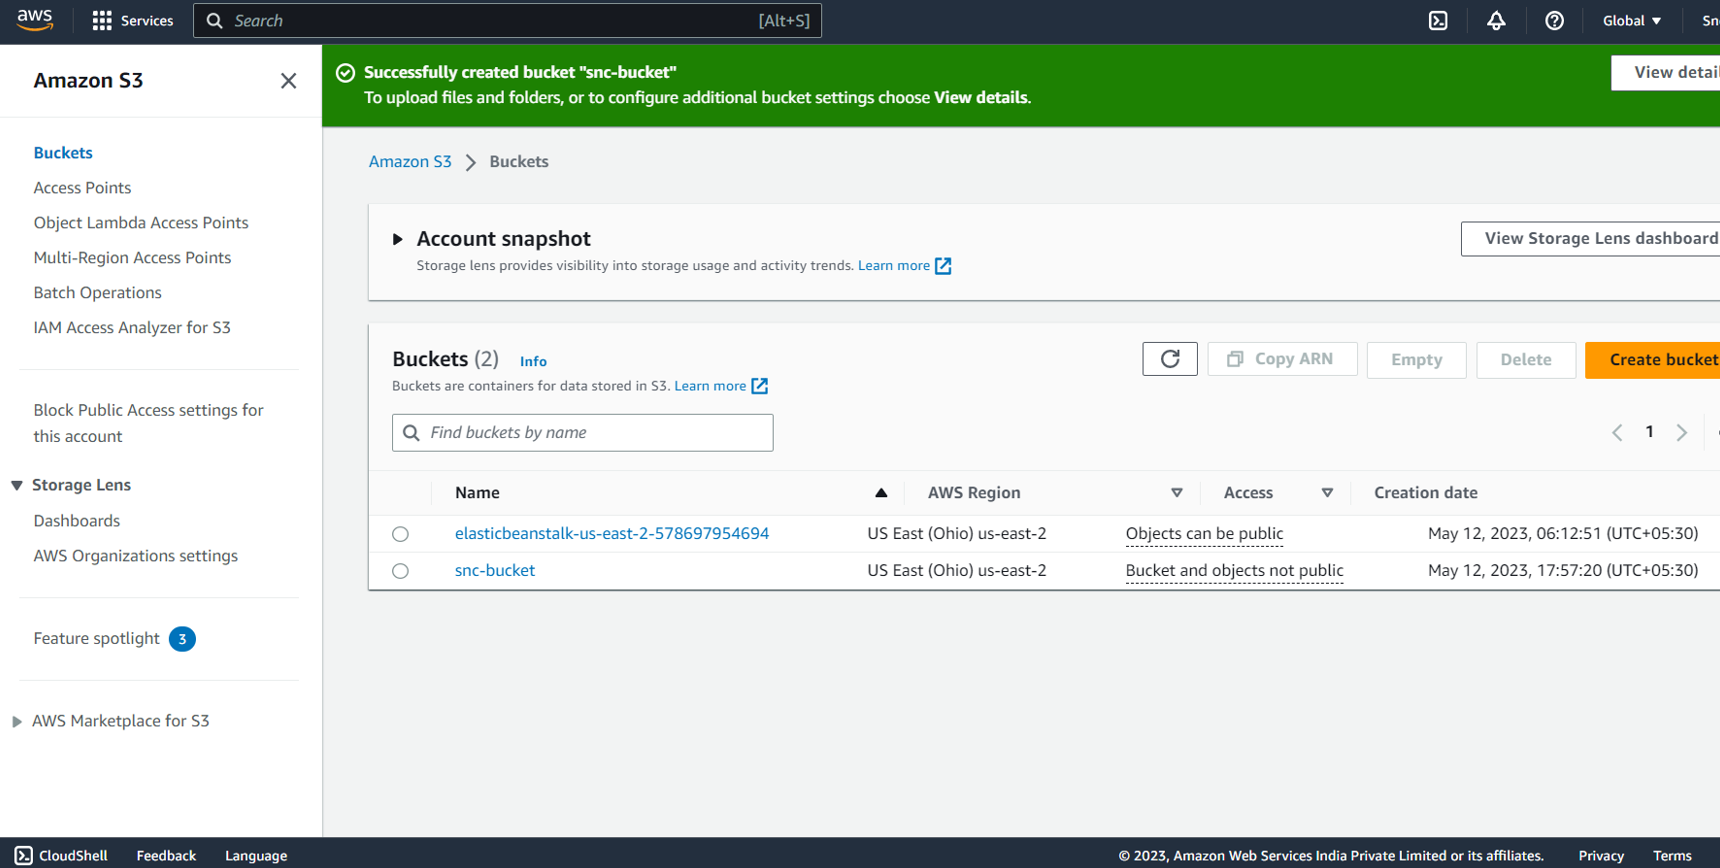 aws
Services
Search
[Alt+S]
Global
Amazon S3
Buckets
Access Points
Object Lambda Access Points
Multi-Region Access Points
Batch Operations
IAM Access Analyzer for S3
Block Public Access settings for
this account
Storage Lens
Dashboards
AWS Organizations settings
Feature spotlight 3
AWS Marketplace for S3
Successfully created bucket "snc-bucket"
To upload files and folders, or to configure additional bucket settings choose View details.
View detai
Amazon S3 Buckets
Account snapshot
Storage lens provides visibility into storage usage and activity trends. Learn more
View Storage Lens dashboard
Buckets (2) Info
Buckets are containers for data stored in S3. Learn more
Copy ARN
Empty
Delete
Create bucket
Find buckets by name
1
Name AWS Region Access Creation date
elasticbeanstalk-us-east-2-578697954694 US East (Ohio) us-east-2 Objects can be public May 12, 2023, 06:12:51 (UTC+05:30)
snc-bucket US East (Ohio) us-east-2 Bucket and objects not public May 12, 2023, 17:57:20 (UTC+05:30)
CloudShell Feedback Language © 2023, Amazon Web Services India Private Limited or its affiliates. Privacy Terms